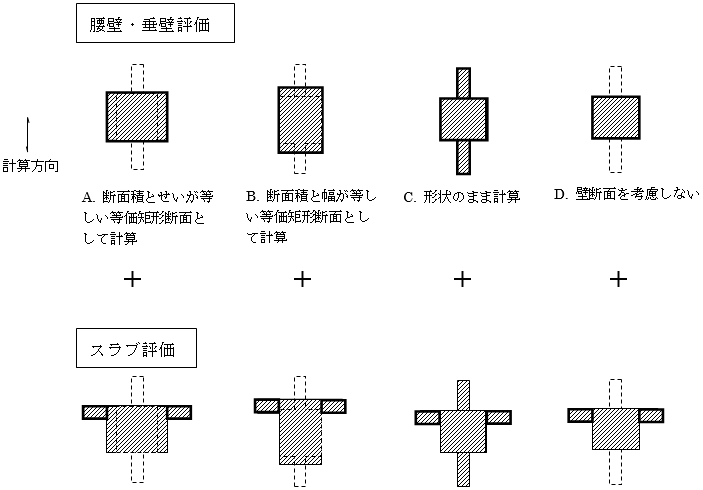 腰壁・垂壁評価
計算方向
A. 断面積とせいが等
しい等価矩形断面と
して計算
B. 断面積と幅が等し
い等価矩形断面とし
て計算
C. 形状のまま計算
D. 壁断面を考慮しない
+ + + +
スラブ評価